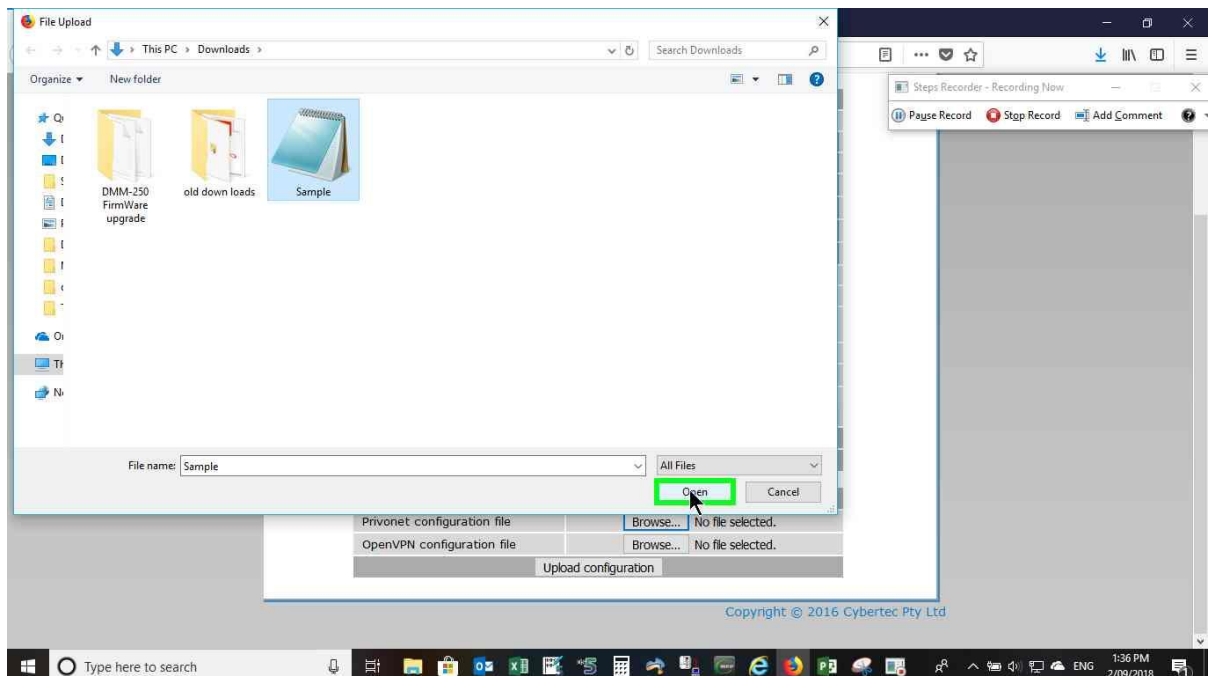 File Upload
This PC > Downloads >
Search Downloads
Organize
New folder
Steps Recorder - Recording Now
Pause Record Stop Record Add Comment
DMM-250
FirmWare
upgrade
old down loads
Sample
File name: Sample
All Files
Open Cancel
Privonet configuration file Browse... No file selected.
OpenVPN configuration file Browse... No file selected.
Upload configuration
Copyright © 2016 Cybertec Pty Ltd
Type here to search
ENG
1:36 PM
2/09/2018